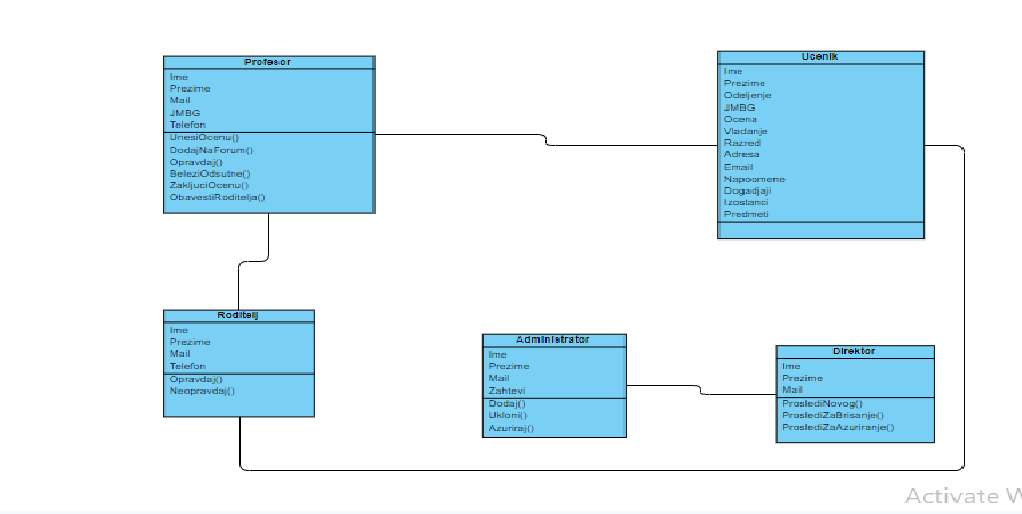 Profesor
Ime
Prezime
Mail
JMBG
Telefon
UnesiOcenu()
DodajNaForum()
Opravdaj()
BeleziOdsutne()
ZakljuciOcenu()
ObavestiRoditelja()
Ucenik
Ime
Prezime
Odeljenje
JMBG
Ocena
Vladanje
Razred
Adresa
Email
Napoomene
Dogadjaji
Izostanci
Predmeti
Roditelj
Ime
Prezime
Mail
Telefon
Opravdaj()
Neopravdaj()
Administrator
Ime
Prezime
Mail
Zahtevi
Dodaj()
Ukloni()
Azuriraj()
Direktor
Ime
Prezime
Mail
ProslediNovog()
ProslediZaBrisanje()
ProslediZaAzuriranje()
Activate W